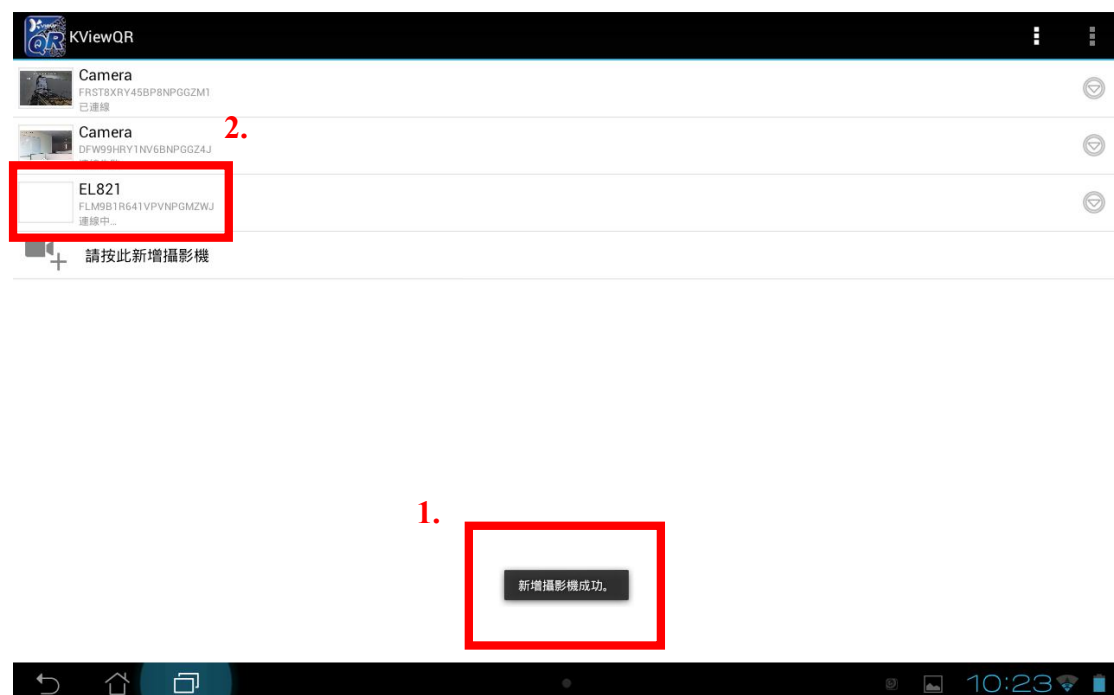 KViewQR
Camera
FRST8XRY45BP8NPGGZM1
已連線
Camera
2.
DFW99HRY1NV6BNPGGZ4J
EL821
FLM9B1R641VPVNPGMZWJ
連線中...
請按此新增攝影機
1.
新增攝影機成功。
10:23